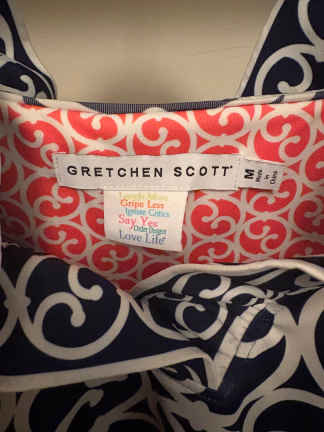 GRETCHEN SCOTT
M
Made
in
China
Laugh More
Gripe Less
Ignore Critics
Say Yes
Order Dessert
Love Life